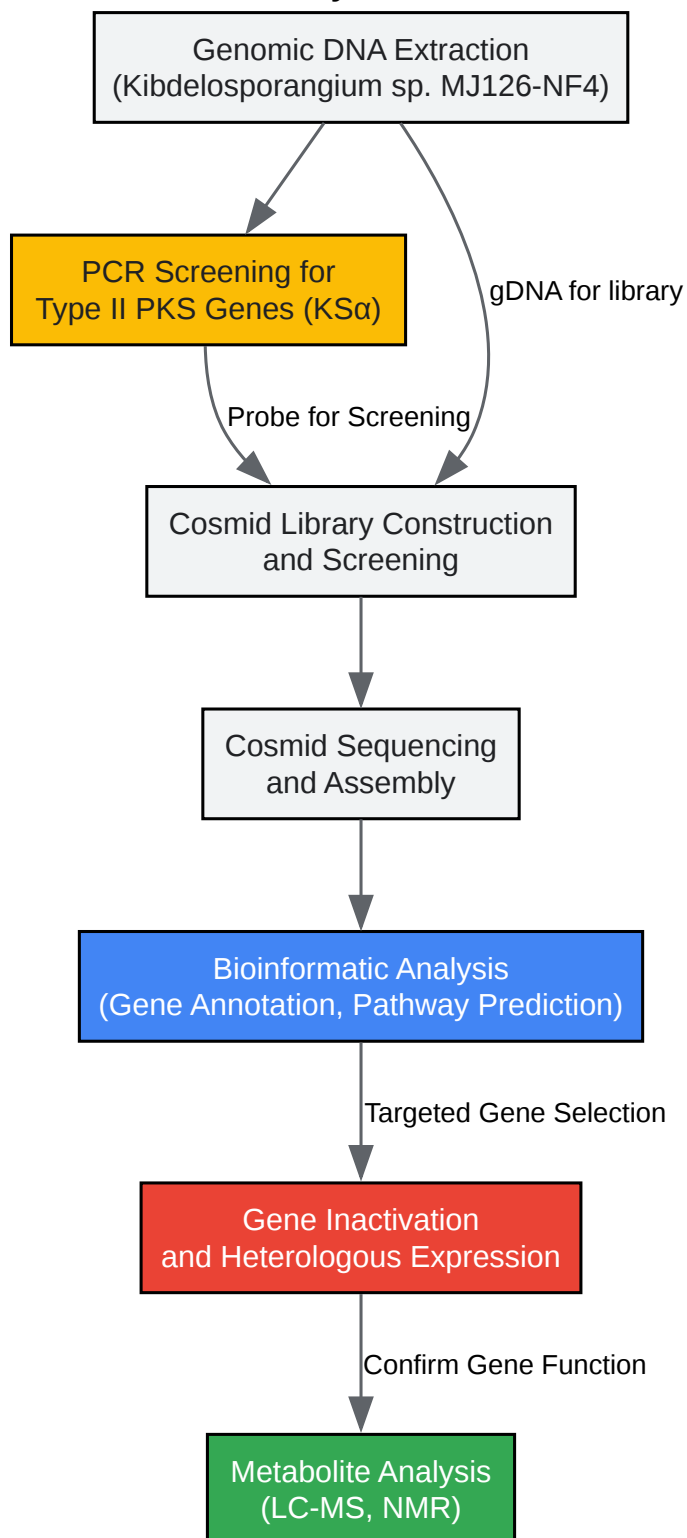 Genomic DNA Extraction
(Kibdelosporangium sp. MJ126-NF4)
PCR Screening for
Type II PKS Genes (KSα)
gDNA for library
Probe for Screening
Cosmid Library Construction
and Screening
Cosmid Sequencing
and Assembly
Bioinformatic Analysis
(Gene Annotation, Pathway Prediction)
Targeted Gene Selection
Gene Inactivation
and Heterologous Expression
Confirm Gene Function
Metabolite Analysis
(LC-MS, NMR)